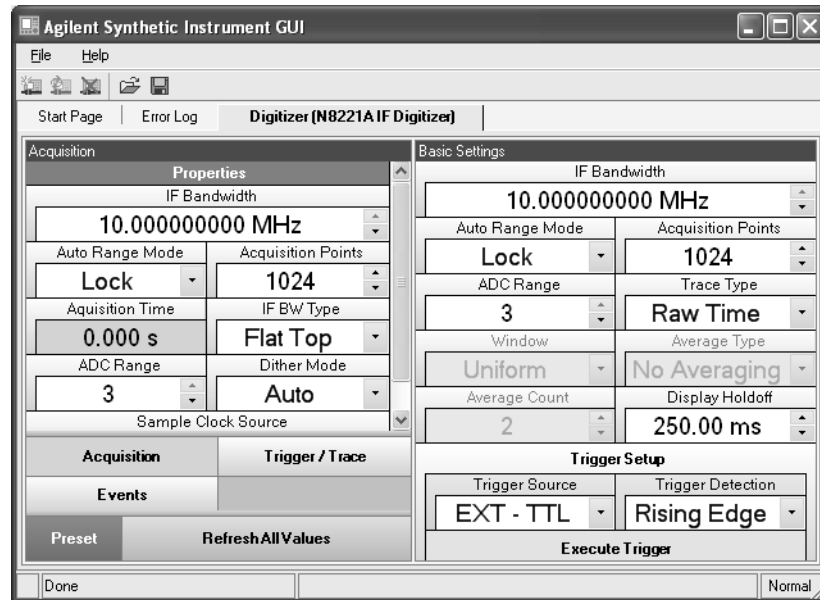 Agilent Synthetic Instrument GUI
File Help
Start Page Error Log Digitizer (N8221A IF Digitizer)
Acquisition
Properties
IF Bandwidth
10.000000000 MHz
Auto Range Mode Acquisition Points
Lock 1024
Aquisition Time IF BW Type
0.000 s Flat Top
ADC Range Dither Mode
3 Auto
Sample Clock Source
Acquisition Trigger / Trace
Events
Preset Refresh All Values
Basic Settings
IF Bandwidth
10.000000000 MHz
Auto Range Mode Acquisition Points
Lock 1024
ADC Range Trace Type
3 Raw Time
Window Average Type
Uniform No Averaging
Average Count Display Holdoff
2 250.00 ms
Trigger Setup
Trigger Source Trigger Detection
EXT - TTL Rising Edge
Execute Trigger
Done Normal